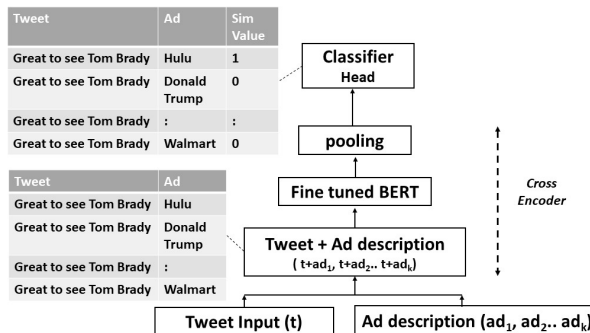 Tweet Ad Sim Value
Great to see Tom Brady Hulu 1
Great to see Tom Brady Donald Trump 0
Great to see Tom Brady : :
Great to see Tom Brady Walmart 0
Classifier
Head
pooling
Tweet Ad
Great to see Tom Brady Hulu
Great to see Tom Brady Donald Trump
Great to see Tom Brady :
Great to see Tom Brady Walmart
Fine tuned BERT
Cross
Encoder
Tweet + Ad description
( t+ad1, t+ad2.. t+adk)
Tweet Input (t)
Ad description (ad1, ad2.. adk)